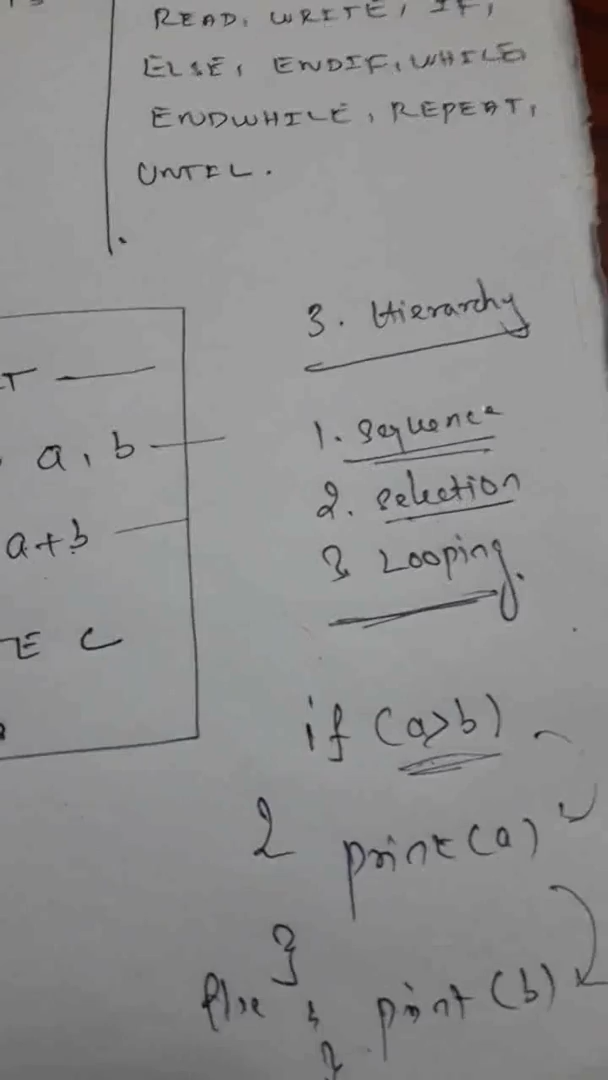 READ, WRITE, IF,
ELSE, ENDIF, WHILE
ENDWHILE, REPEAT,
UNTIL.
T
a, b
a+b
E C
3. Hierarchy
1. Sequence
2. Selection
3 Looping.
if (a>b)
{ print(a)
}
Else { print (b)
}